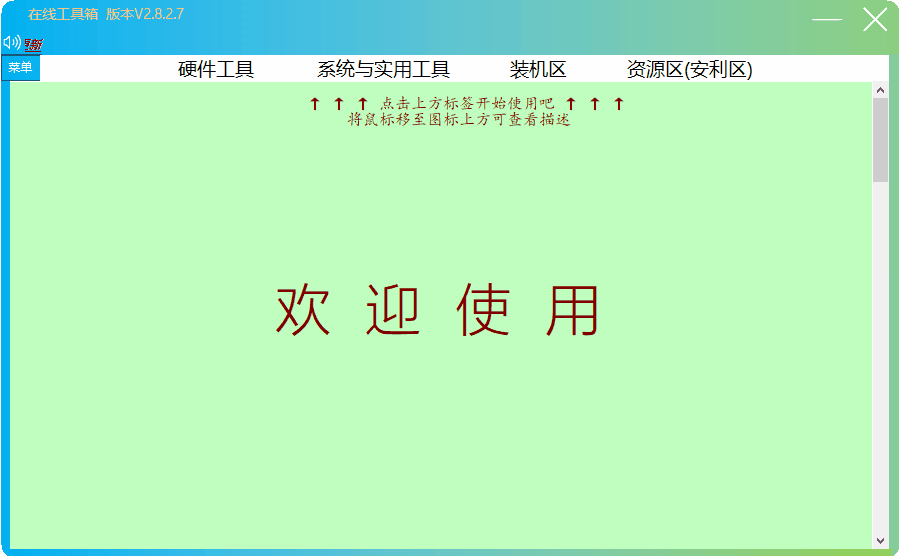 在线工具箱 版本V2.8.2.7
菜单
硬件工具 系统与实用工具 装机区 资源区(安利区)
↑ ↑ ↑ 点击上方标签开始使用吧 ↑ ↑ ↑
将鼠标移至图标上方可查看描述
欢迎使用